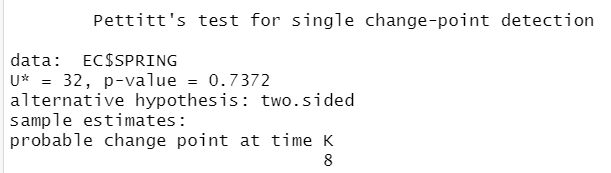 Pettitt's test for single change-point detection
data: EC$SPRING
U* = 32, p-value = 0.7372
alternative hypothesis: two.sided
sample estimates:
probable change point at time K
8